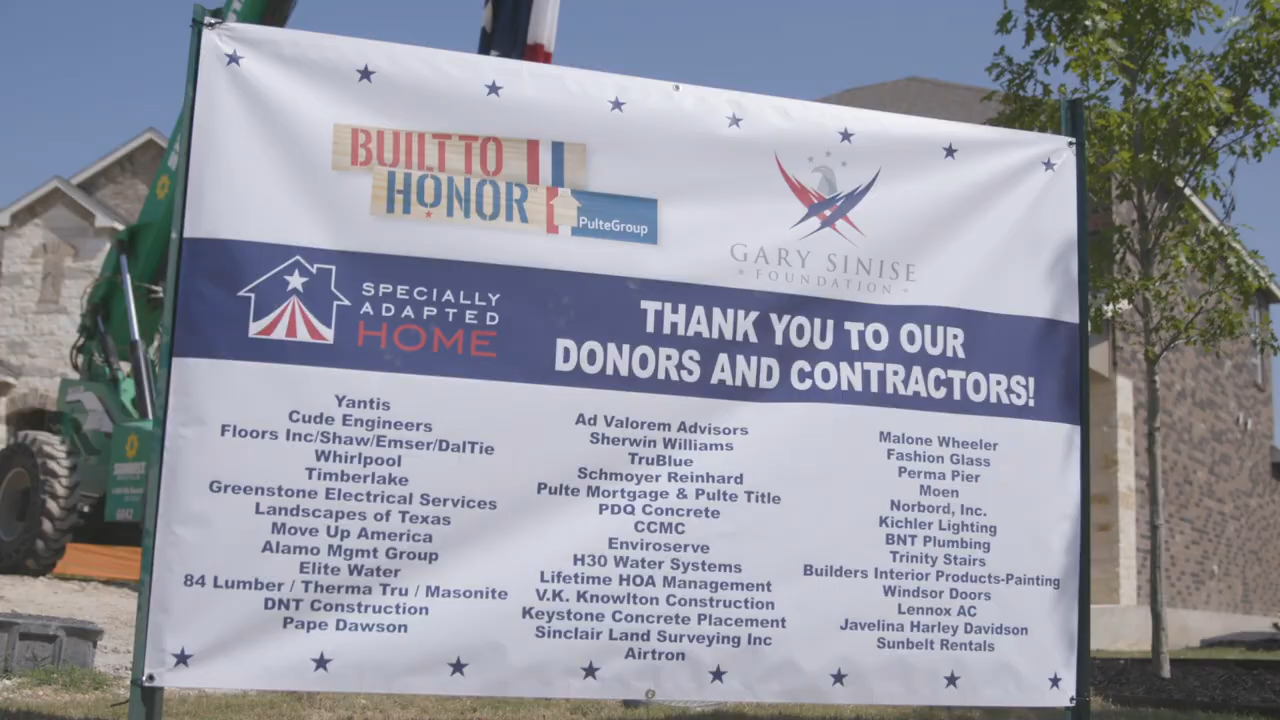 BUILT TO
HONOR
PulteGroup
GARY SINISE
FOUNDATION
SPECIALLY
ADAPTED
HOME
THANK YOU TO OUR
DONORS AND CONTRACTORS!
Yantis
Cude Engineers
Floors Inc/Shaw/Emser/DalTie
Whirlpool
Timberlake
Greenstone Electrical Services
Landscapes of Texas
Move Up America
Alamo Mgmt Group
Elite Water
84 Lumber / Therma Tru / Masonite
DNT Construction
Pape Dawson
Ad Valorem Advisors
Sherwin Williams
TruBlue
Schmoyer Reinhard
Pulte Mortgage & Pulte Title
PDQ Concrete
CCMC
Enviroserve
H30 Water Systems
Lifetime HOA Management
V.K. Knowlton Construction
Keystone Concrete Placement
Sinclair Land Surveying Inc
Airtron
Malone Wheeler
Fashion Glass
Perma Pier
Moen
Norbord, Inc.
Kichler Lighting
BNT Plumbing
Trinity Stairs
Builders Interior Products-Painting
Windsor Doors
Lennox AC
Javelina Harley Davidson
Sunbelt Rentals